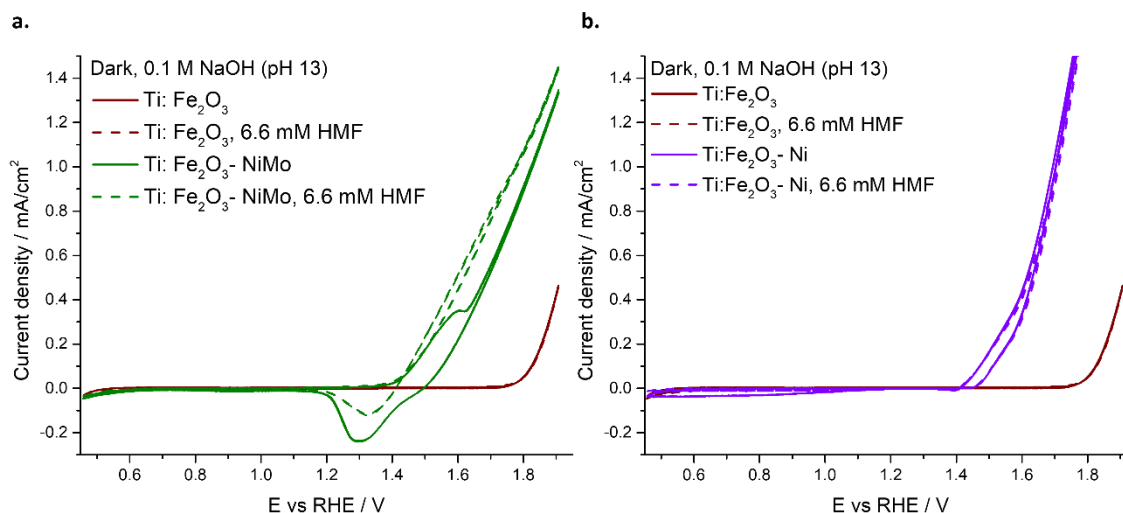 a.
Dark, 0.1 M NaOH (pH 13)
Ti: Fe₂O₃
Ti: Fe₂O₃, 6.6 mM HMF
Ti: Fe₂O₃- NiMo
Ti: Fe₂O₃- NiMo, 6.6 mM HMF
Current density / mA/cm²
1.4
1.2
1.0
0.8
0.6
0.4
0.2
0.0
-0.2
0.6 0.8 1.0 1.2 1.4 1.6 1.8
E vs RHE / V
b.
Dark, 0.1 M NaOH (pH 13)
Ti:Fe₂O₃
Ti:Fe₂O₃, 6.6 mM HMF
Ti:Fe₂O₃- Ni
Ti:Fe₂O₃- Ni, 6.6 mM HMF
Current density / mA/cm²
1.4
1.2
1.0
0.8
0.6
0.4
0.2
0.0
-0.2
0.6 0.8 1.0 1.2 1.4 1.6 1.8
E vs RHE / V